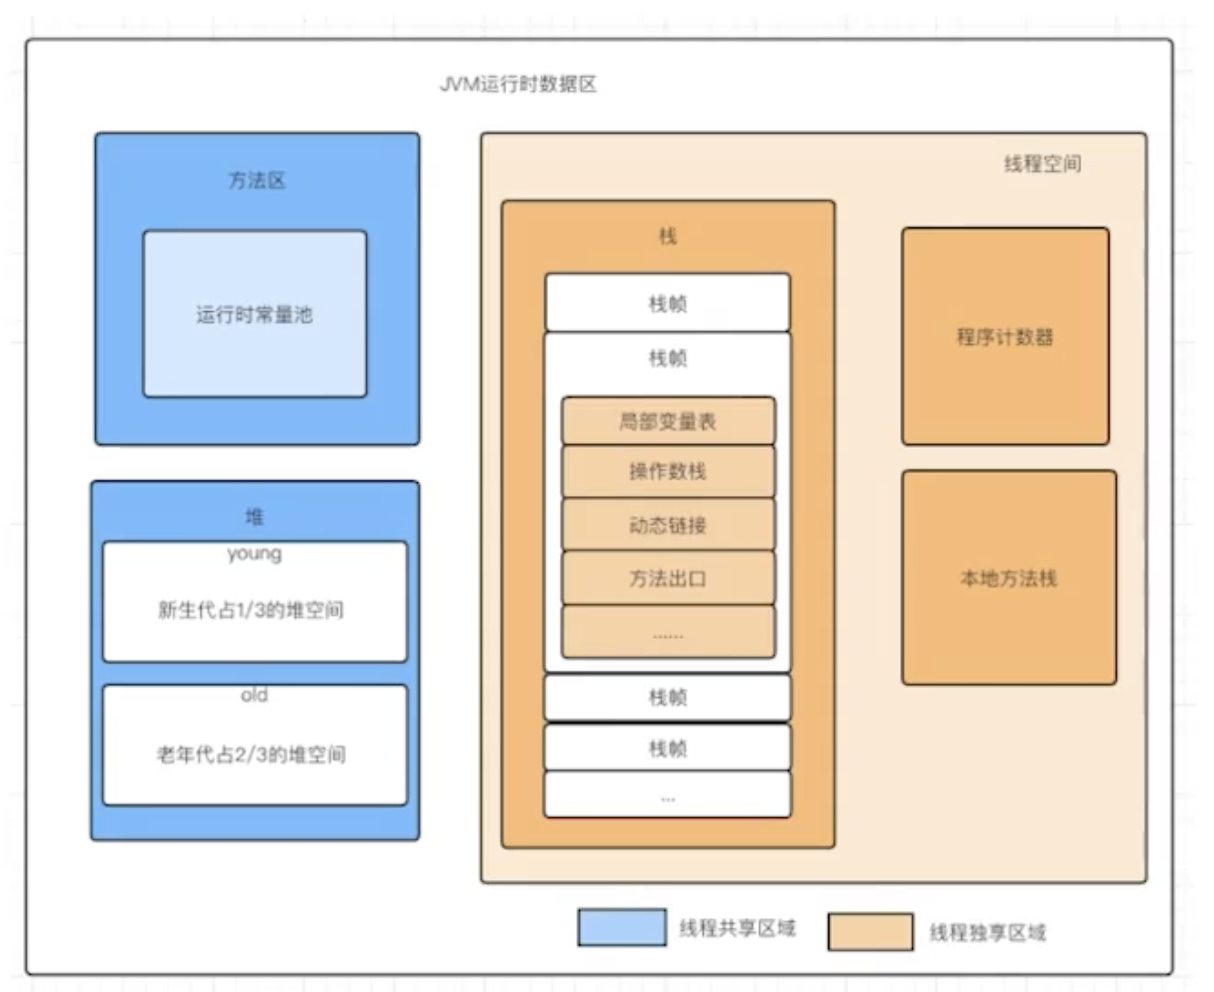 JVM运行时数据区
方法区
运行时常量池
堆
young
新生代占1/3的堆空间
old
老年代占2/3的堆空间
线程空间
栈
栈帧
栈帧
局部变量表
操作数栈
动态链接
方法出口
......
栈帧
栈帧
...
程序计数器
本地方法栈
线程共享区域
线程独享区域